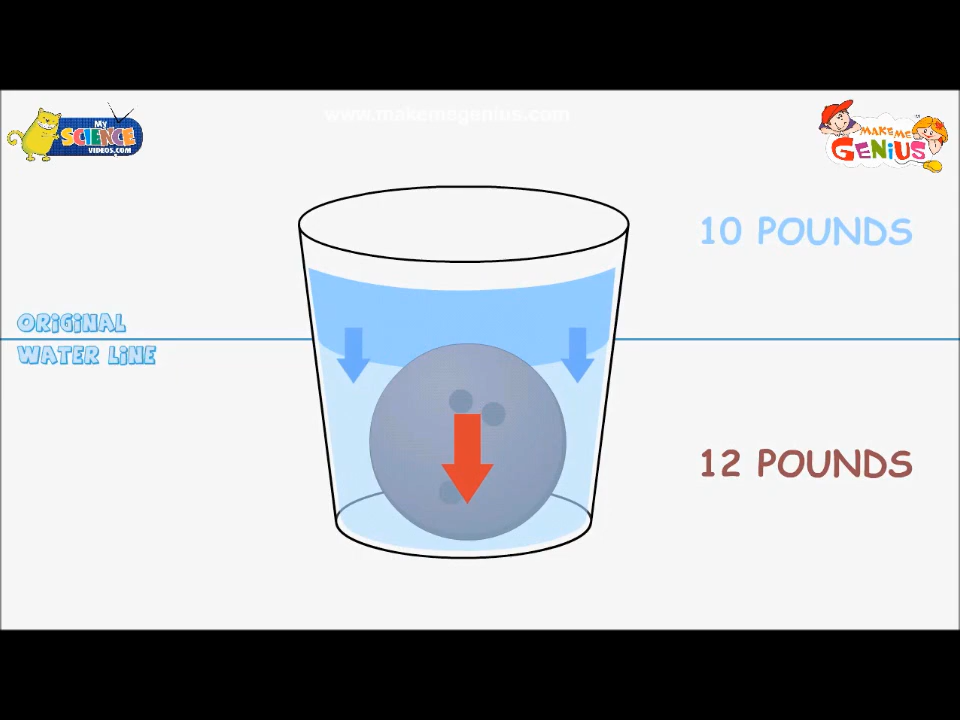 www.makemegenius.com
MY
SCIENCE
VIDEOS.COM
MAKE ME
GENiUS
10 POUNDS
ORiGiNAL
WATER LiNE
12 POUNDS